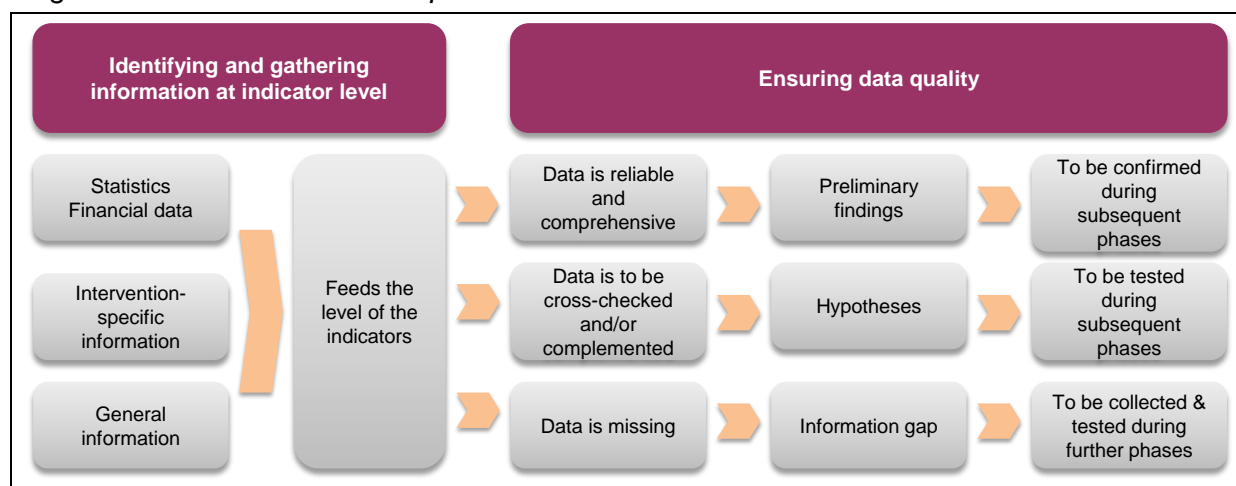 Identifying and gathering
information at indicator level
Ensuring data quality
Statistics
Financial data
Intervention-
specific
information
General
information
Feeds the
level of the
indicators
Data is reliable
and
comprehensive
Preliminary
findings
To be confirmed
during
subsequent
phases
Data is to be
cross-checked
and/or
complemented
Hypotheses
To be tested
during
subsequent
phases
Data is missing
Information gap
To be collected &
tested during
further phases